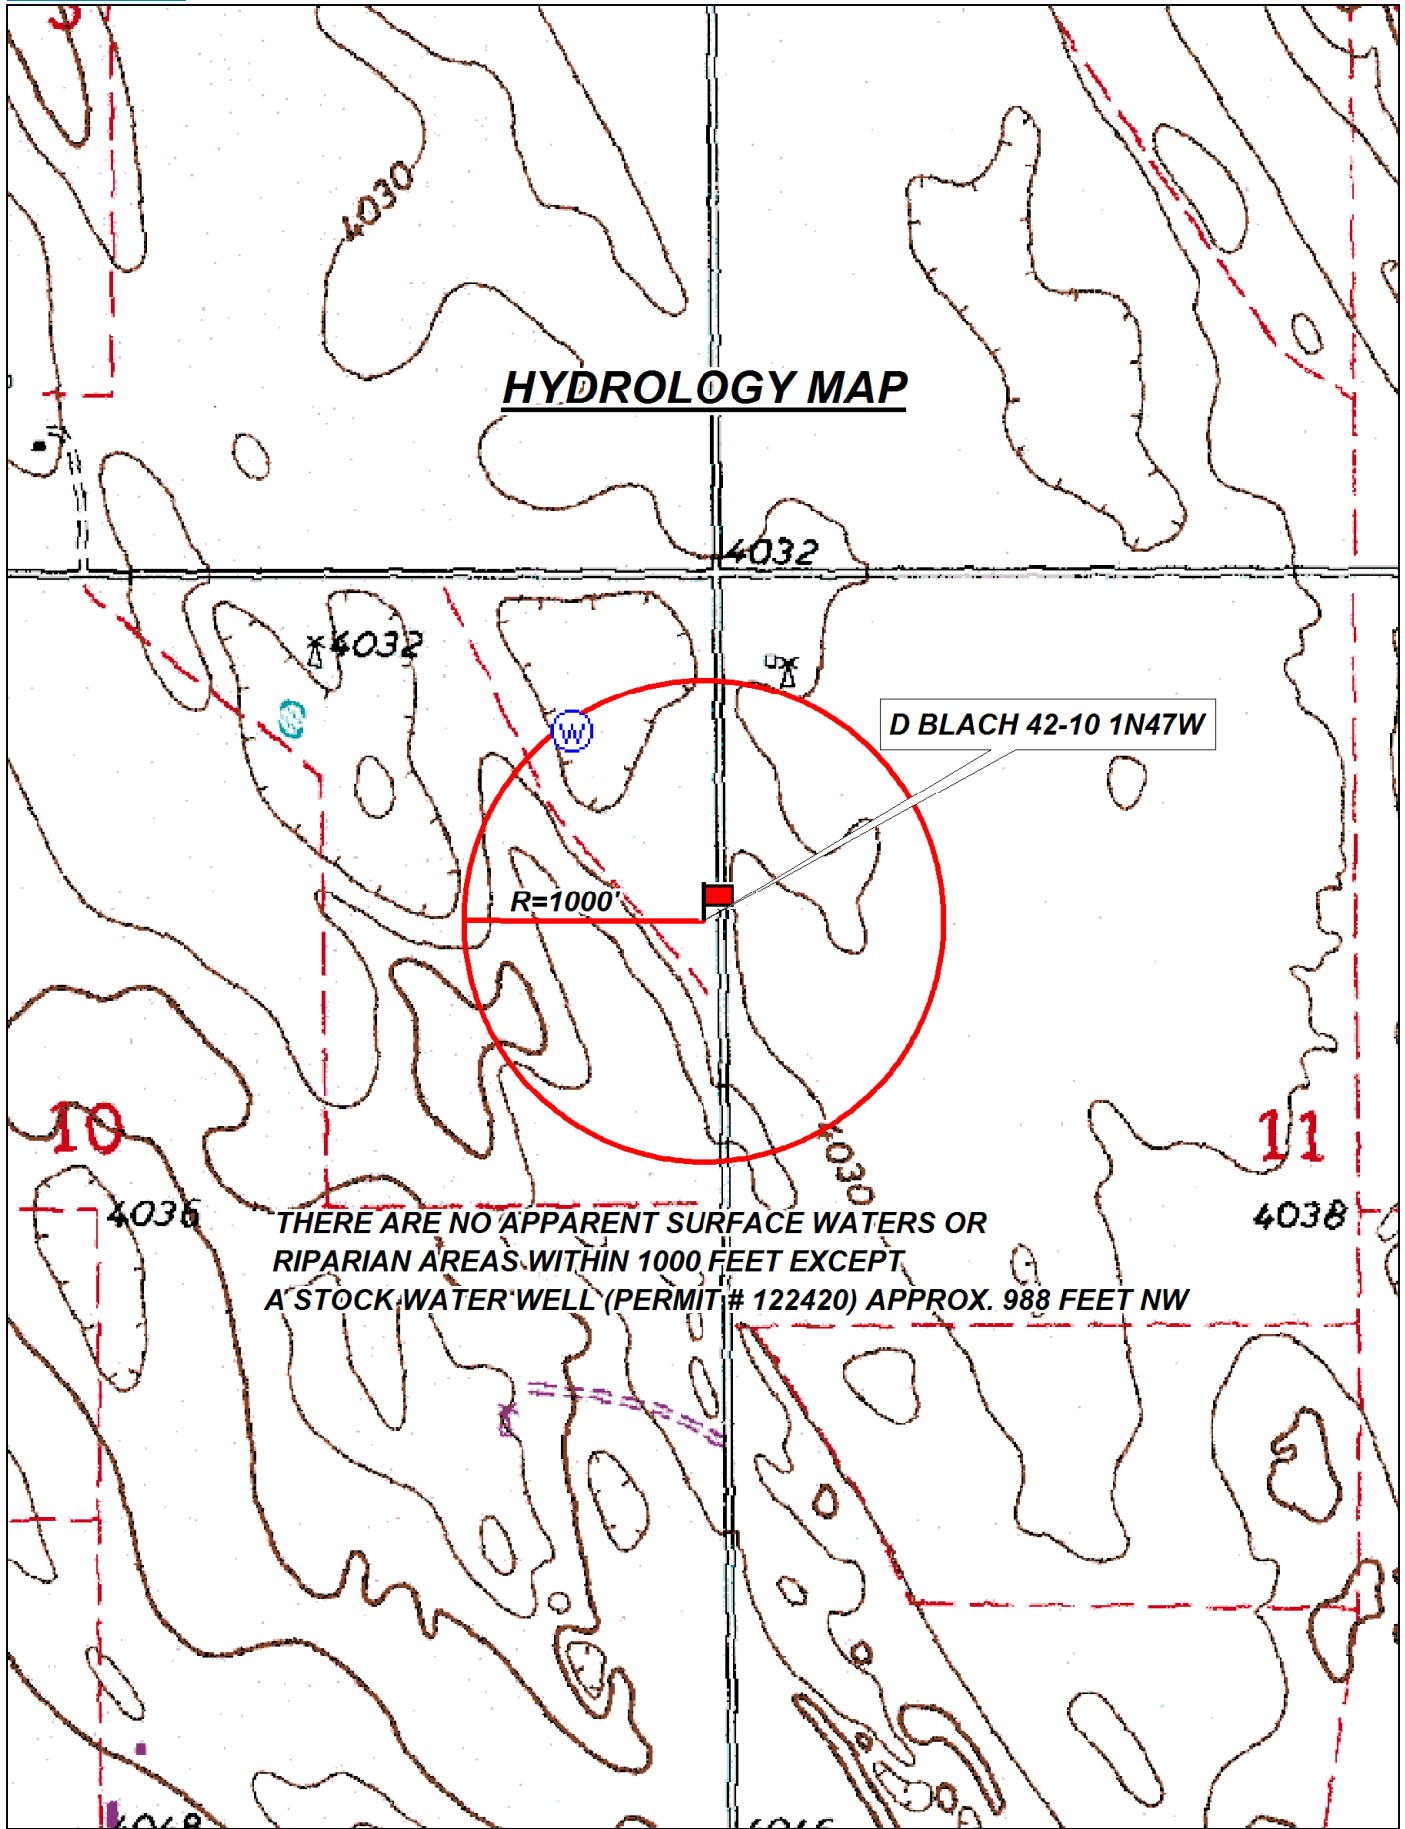 4030
HYDROLOGY MAP
4032
4032
W
D BLACH 42-10 1N47W
R=1000'
10
11
4030
4036
4038
THERE ARE NO APPARENT SURFACE WATERS OR
RIPARIAN AREAS WITHIN 1000 FEET EXCEPT
A STOCK WATER WELL (PERMIT # 122420) APPROX. 988 FEET NW